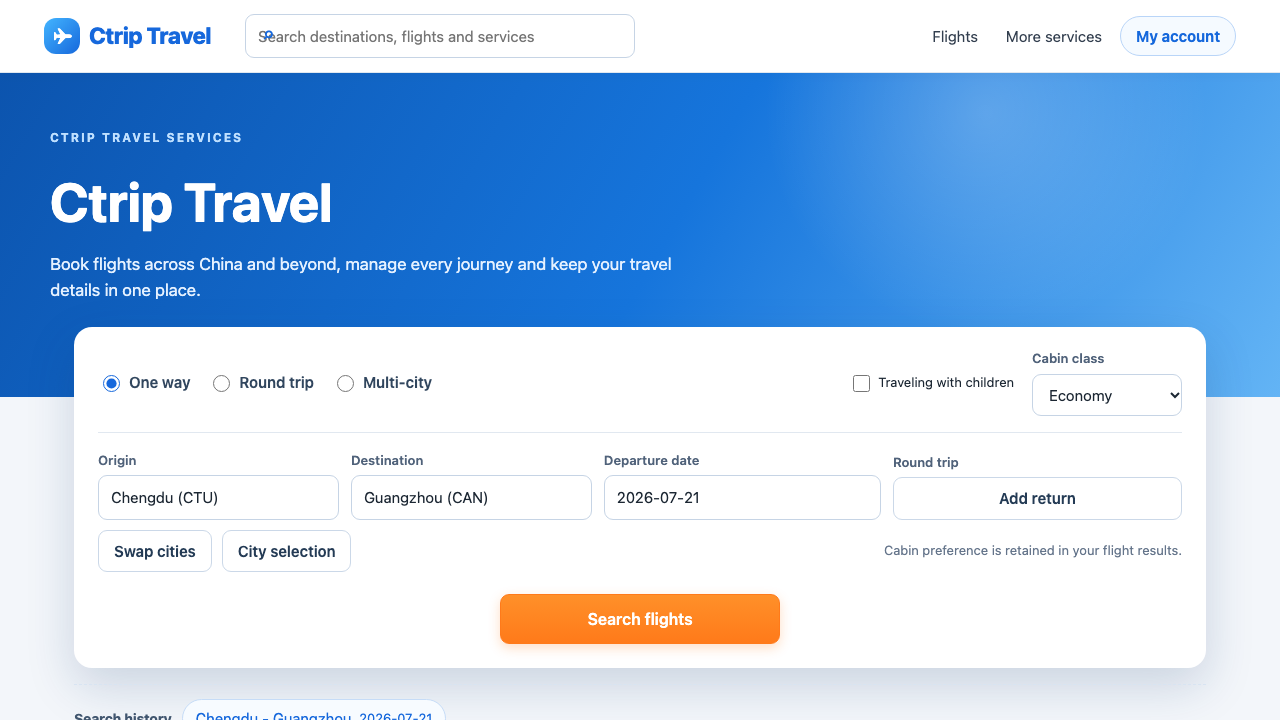 Ctrip Travel
Search destinations, flights and services
Flights
More services
My account
CTRIP TRAVEL SERVICES
Ctrip Travel
Book flights across China and beyond, manage every journey and keep your travel
details in one place.
One way
Round trip
Multi-city
Traveling with children
Cabin class
Economy
Origin
Destination
Departure date
Round trip
Chengdu (CTU)
Guangzhou (CAN)
2026-07-21
Add return
Swap cities
City selection
Cabin preference is retained in your flight results.
Search flights
Search history
Chengdu - Guangzhou 2026-07-21